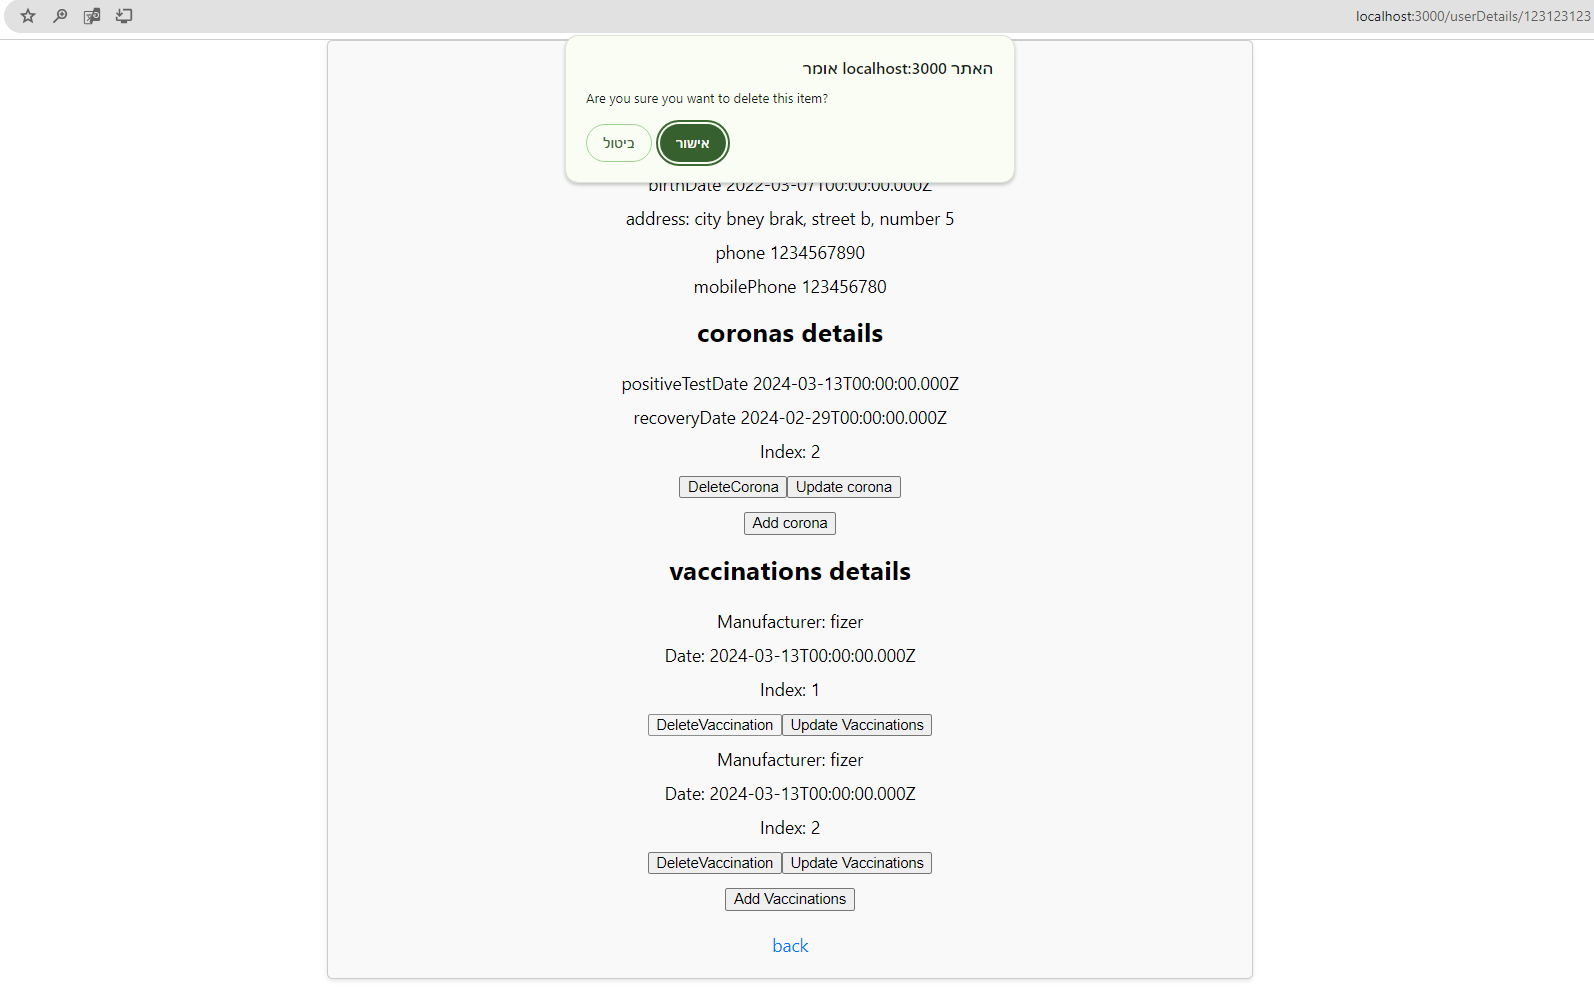 localhost:3000/userDetails/123123123
האתר localhost:3000 אומר
Are you sure you want to delete this item?
אישור ביטול
birthDate 2022-03-07T00:00:00.000Z
address: city bney brak, street b, number 5
phone 1234567890
mobilePhone 123456780
coronas details
positiveTestDate 2024-03-13T00:00:00.000Z
recoveryDate 2024-02-29T00:00:00.000Z
Index: 2
DeleteCorona Update corona
Add corona
vaccinations details
Manufacturer: fizer
Date: 2024-03-13T00:00:00.000Z
Index: 1
DeleteVaccination Update Vaccinations
Manufacturer: fizer
Date: 2024-03-13T00:00:00.000Z
Index: 2
DeleteVaccination Update Vaccinations
Add Vaccinations
back